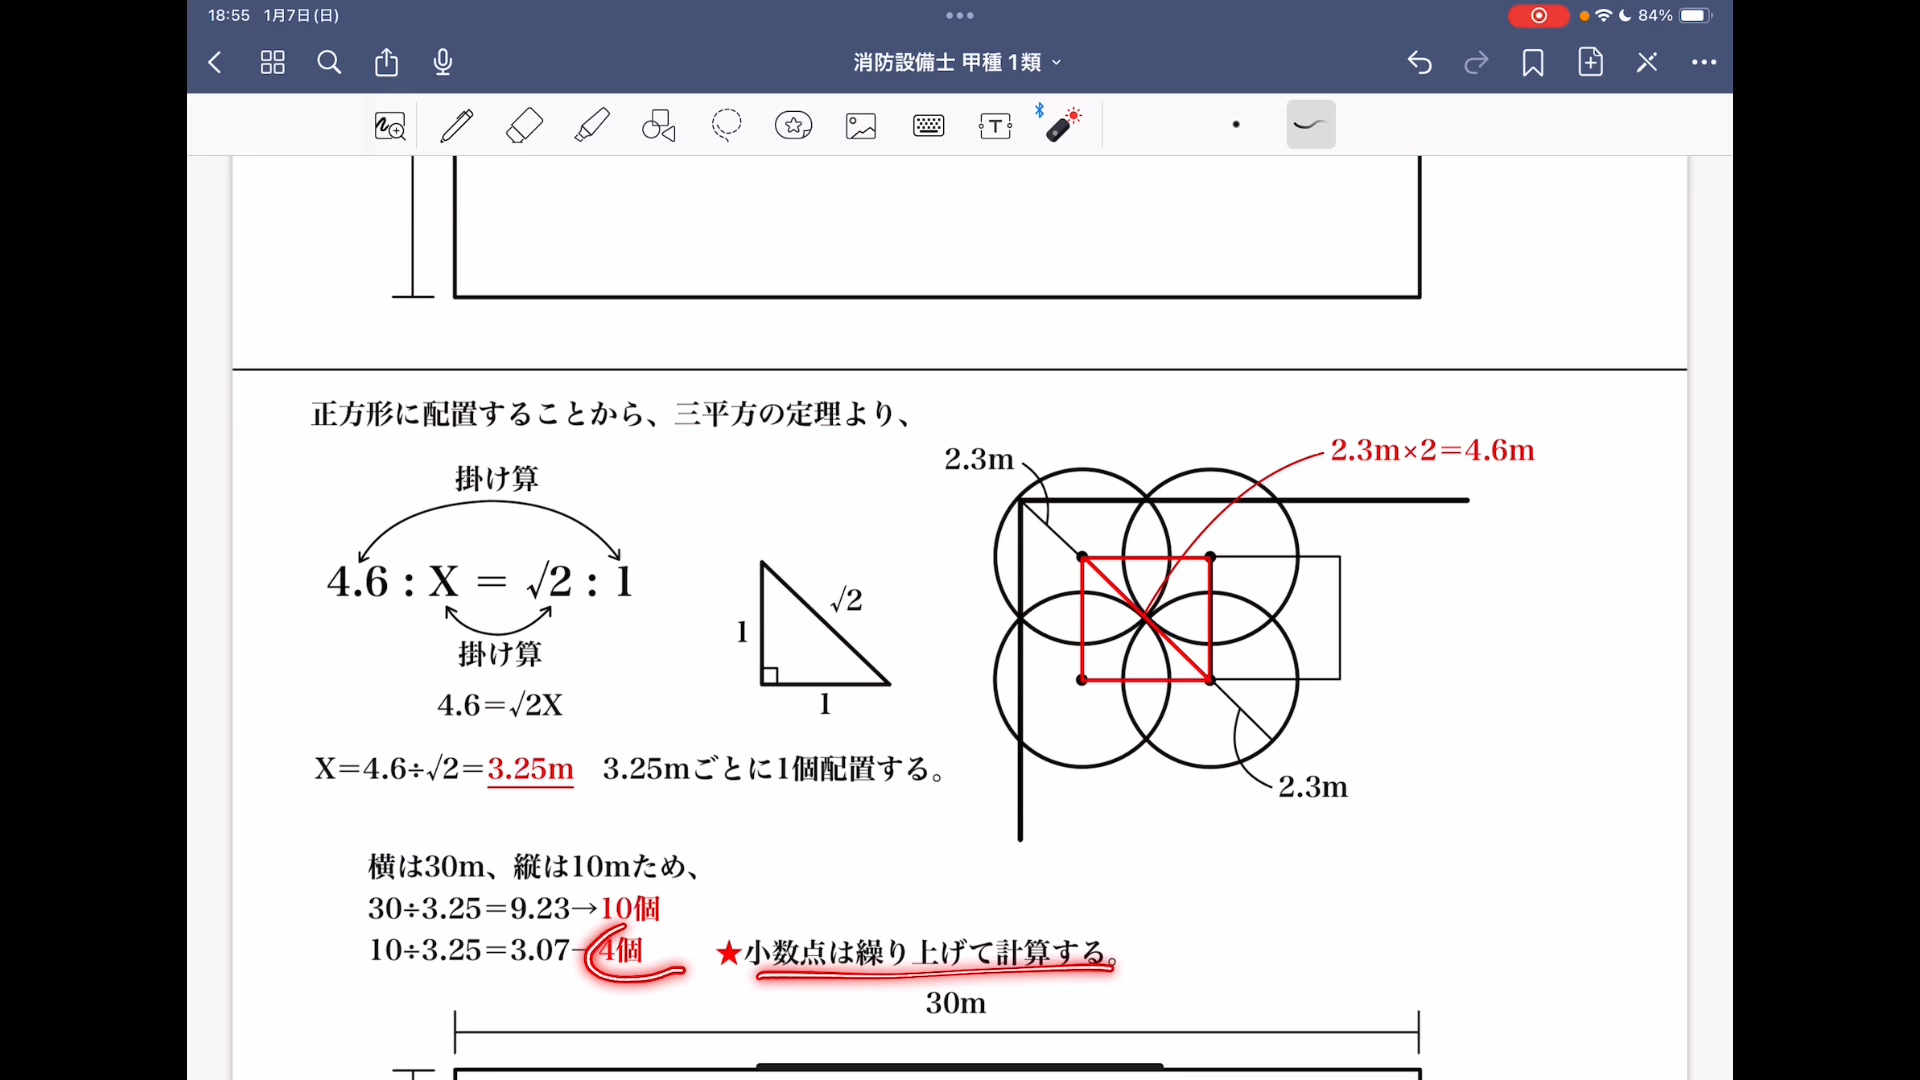 18:55 1月7日(日)
84%
消防設備士 甲種 1類
正方形に配置することから、三平方の定理より、
掛け算
4.6 : X = √2 : 1
掛け算
4.6=√2X
X=4.6÷√2=3.25m 3.25mごとに1個配置する。
√2
1
1
2.3m
2.3m×2=4.6m
2.3m
横は30m、縦は10mため、
30÷3.25=9.23→10個
10÷3.25=3.07→4個
★小数点は繰り上げて計算する。
30m